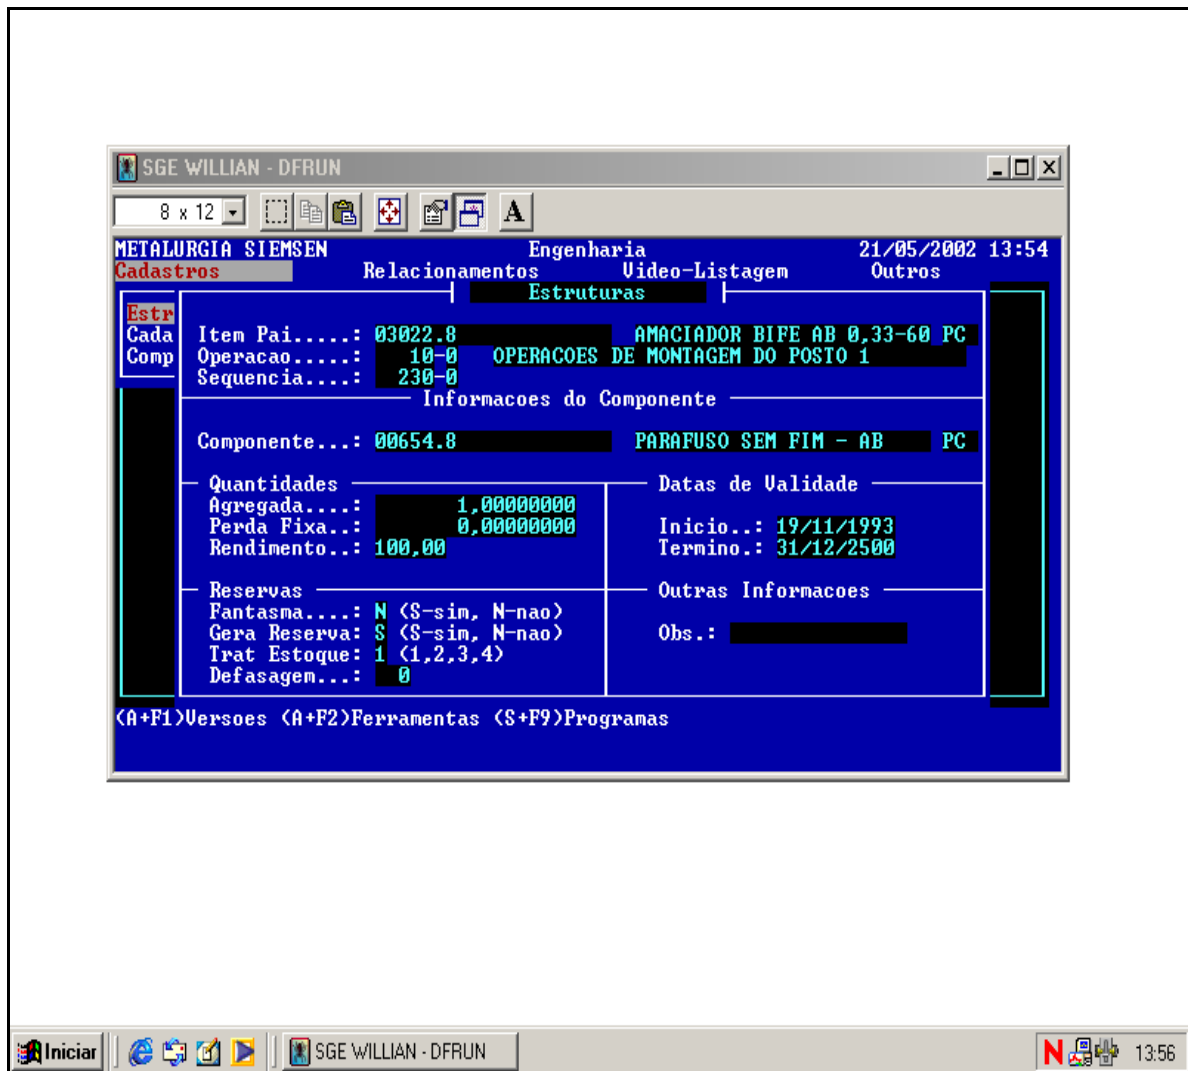 SGE WILLIAN - DFRUN
8 x 12 A
METALURGIA SIEMSEN Engenharia 21/05/2002 13:54
Cadastros Relacionamentos Video-Listagem Outros
Estruturas
Estr
Cada Item Pai.....: 03022.8 AMACIADOR BIFE AB 0,33-60 PC
Comp Operacao.....: 10-0 OPERACOES DE MONTAGEM DO POSTO 1
Sequencia....: 230-0
Informacoes do Componente
Componente...: 00654.8 PARAFUSO SEM FIM - AB PC
Quantidades Datas de Validade
Agregada....: 1,00000000
Perda Fixa..: 0,00000000 Inicio..: 19/11/1993
Rendimento..: 100,00 Termino.: 31/12/2500
Reservas Outras Informacoes
Fantasma....: N (S-sim, N-nao)
Gera Reserva: S (S-sim, N-nao) Obs.:
Trat Estoque: 1 (1,2,3,4)
Defasagem...: 0
(A+F1)Versoes (A+F2)Ferramentas (S+F9)Programas
Iniciar SGE WILLIAN - DFRUN N 13:56